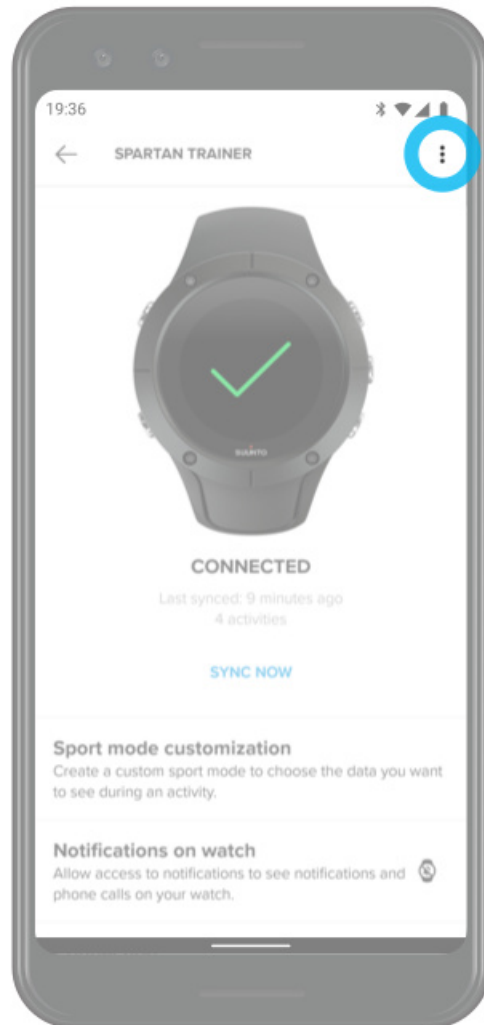 19:36
SPARTAN TRAINER
SUUNTO
CONNECTED
Last synced: 9 minutes ago
4 activities
SYNC NOW
Sport mode customization
Create a custom sport mode to choose the data you want
to see during an activity.
Notifications on watch
Allow access to notifications to see notifications and
phone calls on your watch.